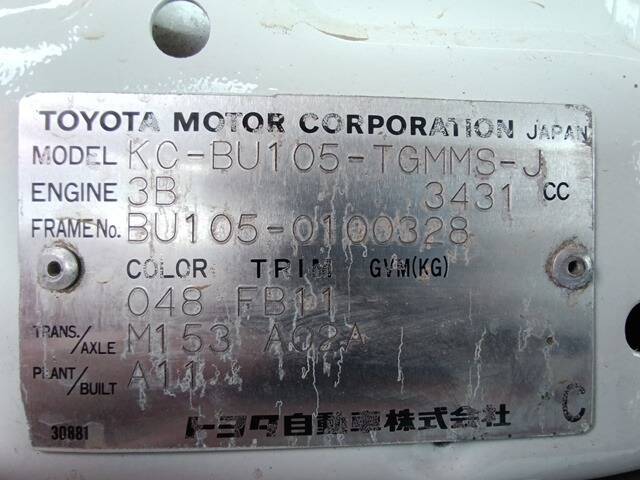 TOYOTA MOTOR CORPORATION JAPAN
MODEL KC-BU105-TGMMS-J
ENGINE 3B 3431 CC
FRAME No. BU105-0100328
COLOR TRIM GVM(KG)
048 FB11
TRANS./AXLE M153 A02A
PLANT/BUILT A11
30881 トヨタ自動車株式会社 C